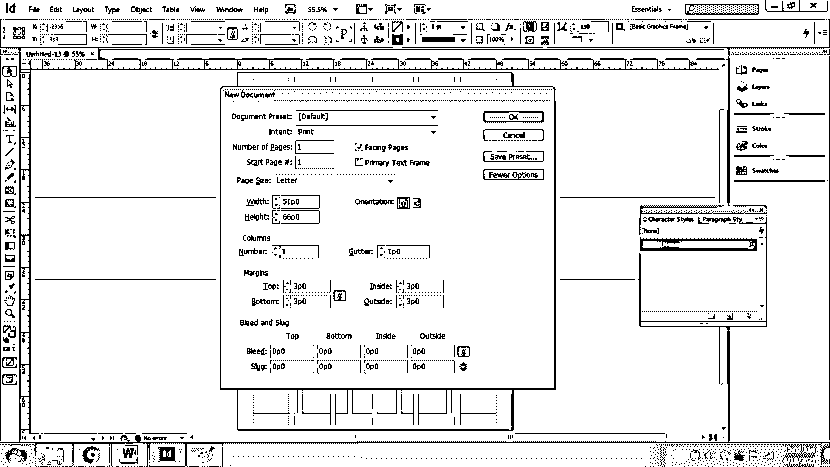 Id File Edit Layout Type Object Table View Window Help 55.5% Essentials
[Basic Graphics Frame]
100%
New Document
Document Preset: [Default] OK
Intent: Print Cancel
Number of Pages: 1 Facing Pages
Start Page #: 1 Primary Text Frame Save Preset...
Page Size: Letter Fewer Options
Width: 51p0 Orientation:
Height: 66p0
Columns
Number: 1 Gutter: 1p0
Margins
Top: 3p0 Inside: 3p0
Bottom: 3p0 Outside: 3p0
Bleed and Slug
Top Bottom Inside Outside
Bleed: 0p0 0p0 0p0 0p0
Slug: 0p0 0p0 0p0 0p0
Pages
Layers
Links
Stroke
Color
Swatches
Character Styles Paragraph Sty
[None]
No errors